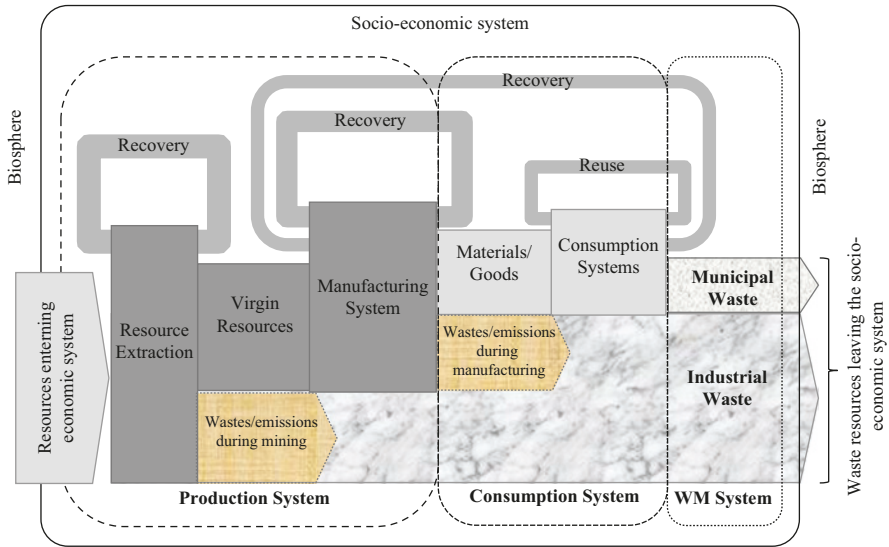 Socio-economic system
Biosphere
Recovery
Recovery
Recovery
Reuse
Biosphere
Resources enterning
economic system
Resource
Extraction
Virgin
Resources
Manufacturing
System
Materials/
Goods
Consumption
Systems
Municipal
Waste
Wastes/emissions
during mining
Wastes/emissions
during
manufacturing
Industrial
Waste
Waste resources leaving the socio-
economic system
Production System
Consumption System
WM System